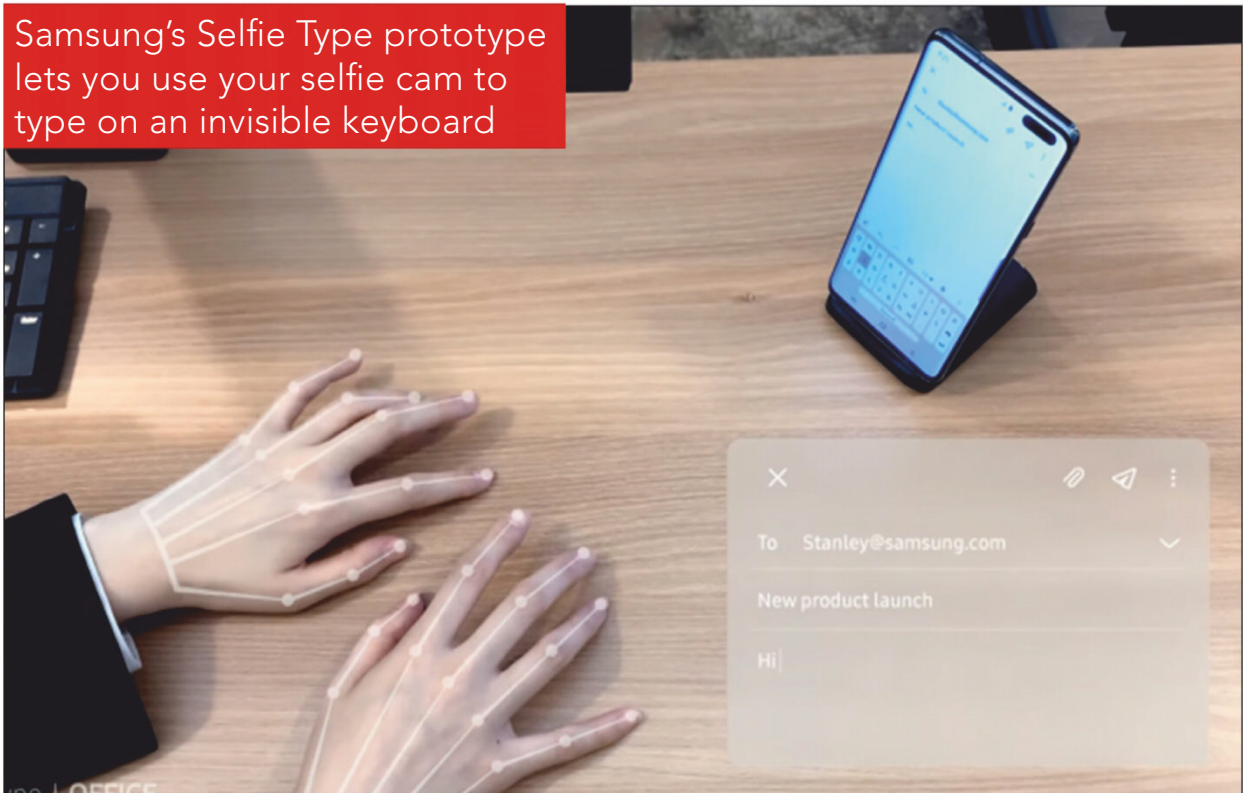 Samsung's Selfie Type prototype
lets you use your selfie cam to
type on an invisible keyboard
To Stanley@samsung.com
New product launch
Hi
OFFICE